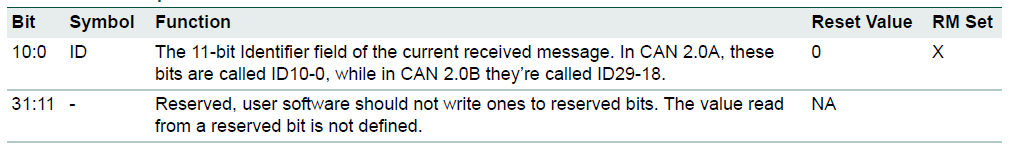 Bit Symbol Function Reset Value RM Set
10:0 ID The 11-bit Identifier field of the current received message. In CAN 2.0A, these 0 X
bits are called ID10-0, while in CAN 2.0B they’re called ID29-18.
31:11 - Reserved, user software should not write ones to reserved bits. The value read NA
from a reserved bit is not defined.